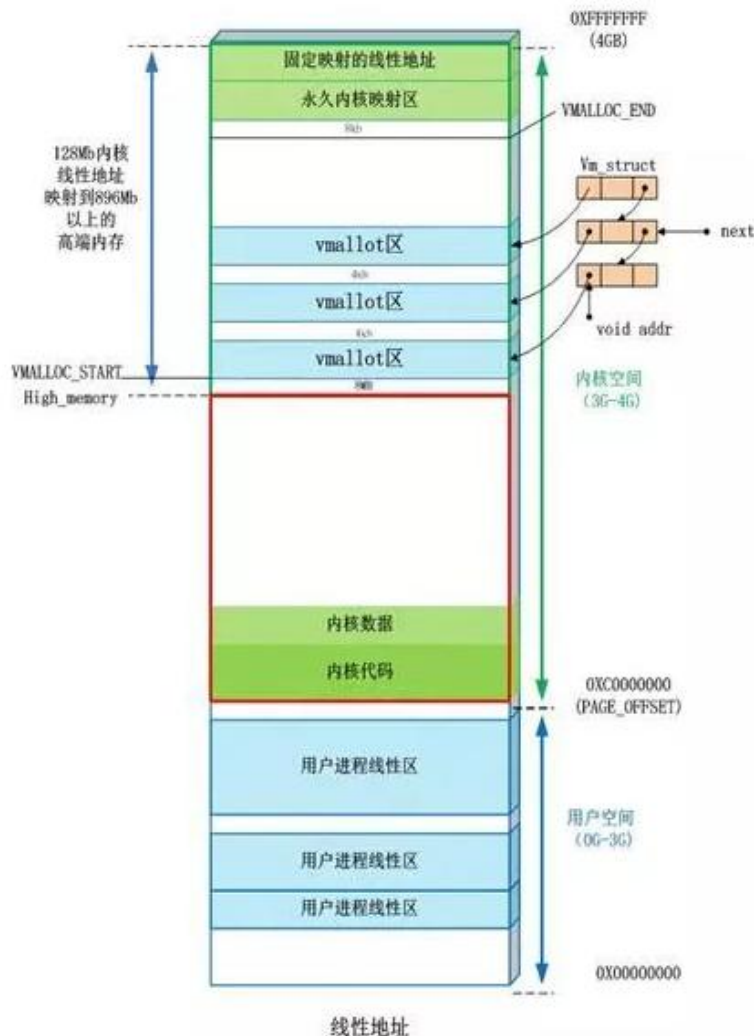 0XFFFFFFF
(4GB)
固定映射的线性地址
永久内核映射区
8kb
VMALLOC_END
128Mb内核
线性地址
映射到896Mb
以上的
高端内存
Vm_struct
next
vmallot区
4kb
vmallot区
4kb
void addr
vmallot区
VMALLOC_START
8MB
High_memory
内核空间
(3G-4G)
内核数据
内核代码
0XC0000000
(PAGE_OFFSET)
用户进程线性区
用户空间
(0G-3G)
用户进程线性区
用户进程线性区
0X00000000
线性地址